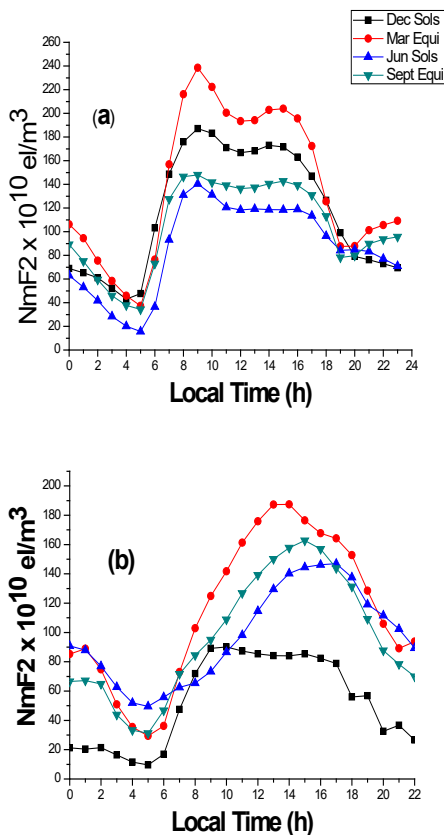 Dec Sols
Mar Equi
Jun Sols
Sept Equi
(a)
NmF2 x 10^10 el/m^3
260
240
220
200
180
160
140
120
100
80
60
40
20
0
0 2 4 6 8 10 12 14 16 18 20 22 24
Local Time (h)
(b)
NmF2 x 10^10 el/m^3
200
180
160
140
120
100
80
60
40
20
0
0 2 4 6 8 10 12 14 16 18 20 22
Local Time (h)